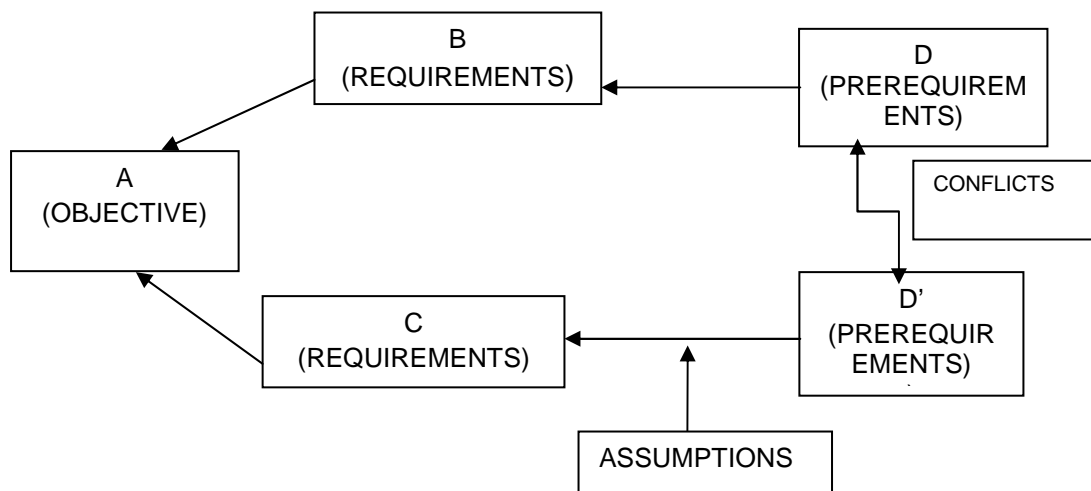 B
(REQUIREMENTS)
D
(PREREQUIREM
ENTS)
A
(OBJECTIVE)
CONFLICTS
C
(REQUIREMENTS)
D’
(PREREQUIR
EMENTS)
ASSUMPTIONS